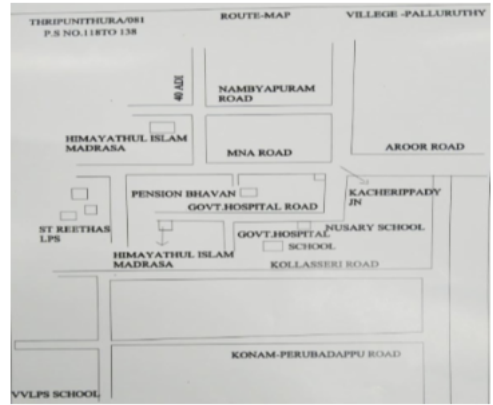 THRIPUNITHURA/081 ROUTE-MAP VILLEGE -PALLURUTHY
P.S NO.118TO 138
40 ADI
NAMBYAPURAM
ROAD
HIMAYATHUL ISLAM
MADRASA
MNA ROAD
AROOR ROAD
PENSION BHAVAN
KACHERIPPADY
JN
GOVT.HOSPITAL ROAD
ST REETHAS
LPS
GOVT.HOSPITAL
NUSARY SCHOOL
SCHOOL
HIMAYATHUL ISLAM
MADRASA
KOLLASSERI ROAD
KONAM-PERUBADAPPU ROAD
VVLPS SCHOOL